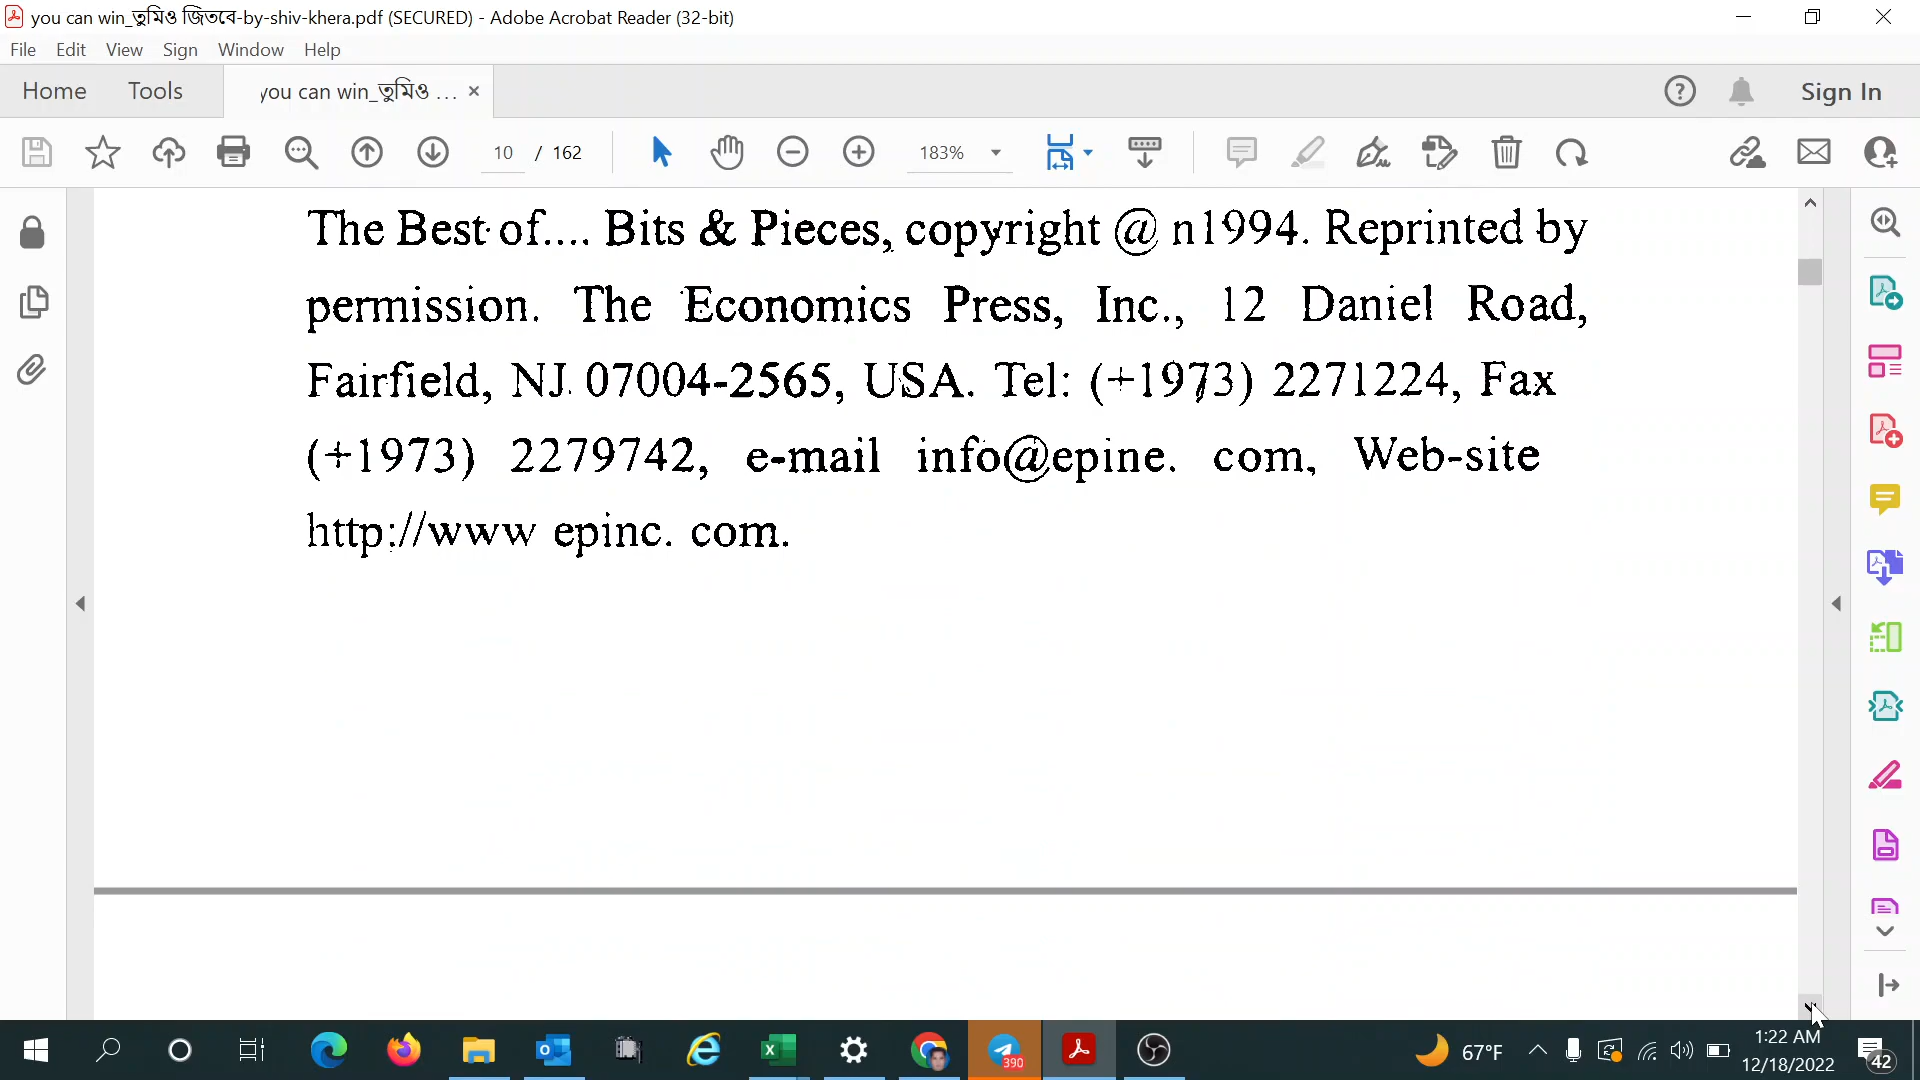 you can win_তুমিও জিতবে-by-shiv-khera.pdf (SECURED) - Adobe Acrobat Reader (32-bit)
File Edit View Sign Window Help
Home Tools you can win_তুমিও ... × Sign In
10 / 162 183%
The Best of.... Bits & Pieces, copyright @ n1994. Reprinted by
permission. The Economics Press, Inc., 12 Daniel Road,
Fairfield, NJ. 07004-2565, USA. Tel: (+1973) 2271224, Fax
(+1973) 2279742, e-mail info@epine. com, Web-site
http://www epinc. com.
390
67°F
1:22 AM
12/18/2022
42